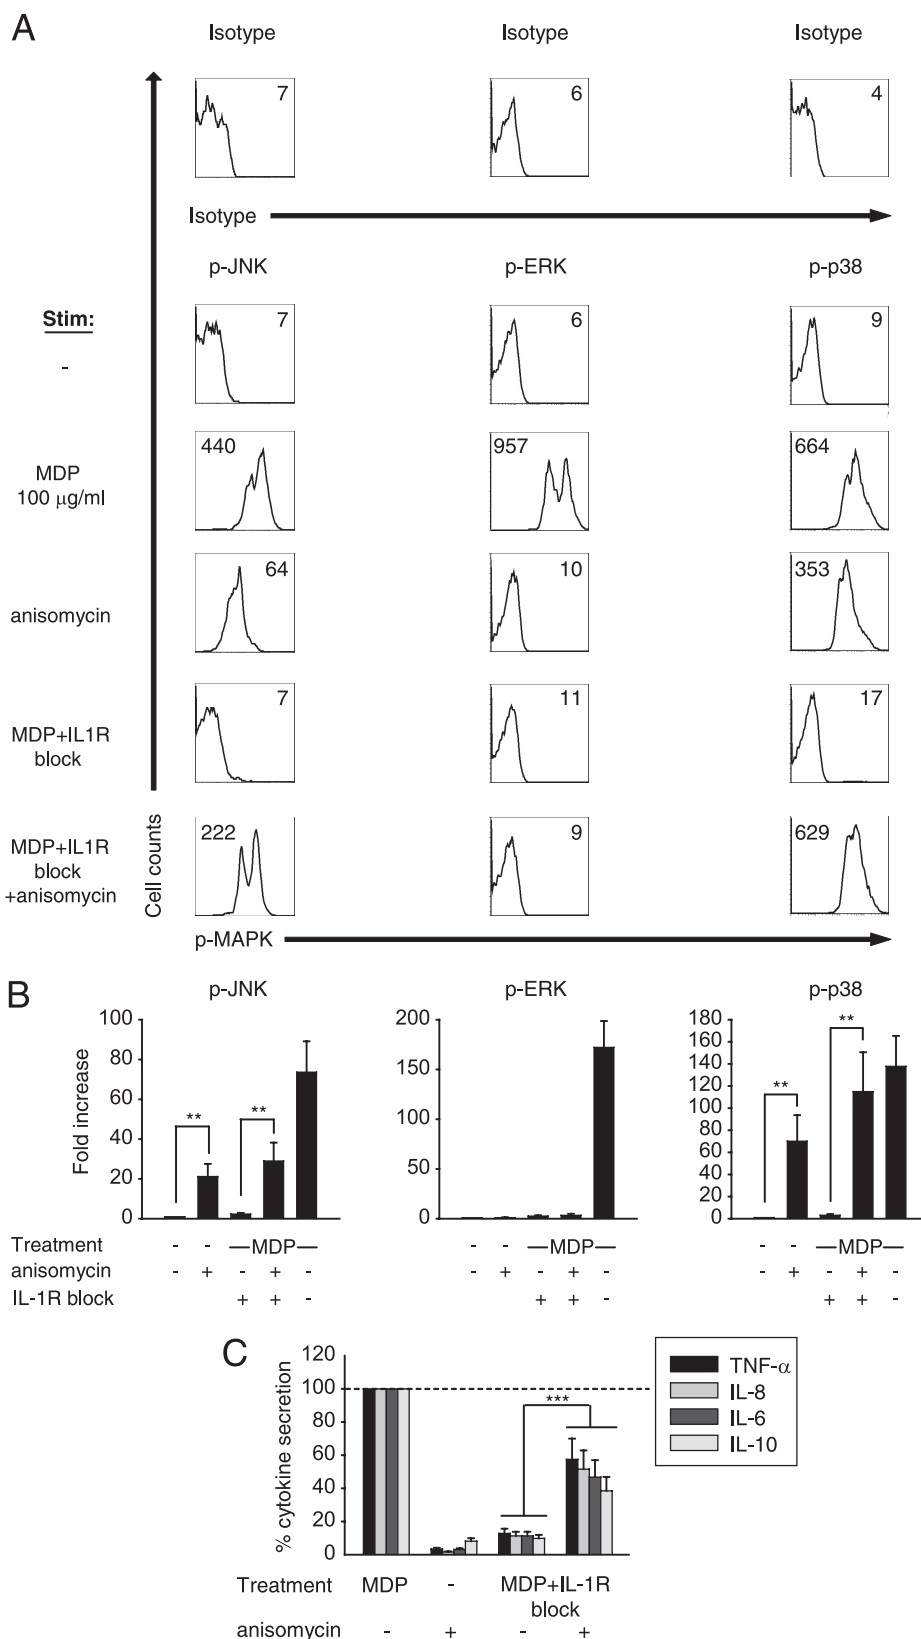 A
Isotype Isotype Isotype
7 6 4
Isotype
p-JNK p-ERK p-p38
Stim:
-
7 6 9
MDP
100 µg/ml
440 957 664
anisomycin
64 10 353
MDP+IL1R
block
7 11 17
MDP+IL1R
block
+anisomycin
222 9 629
Cell counts
p-MAPK
B
p-JNK p-ERK p-p38
Fold increase
100
80
60
40
20
0
** **
200
150
100
50
0
180
160
140
120
100
80
60
40
20
0
** **
Treatment - - MDP - - MDP - - MDP
anisomycin - + - + - - + - + - - + - + -
IL-1R block + + - + + - + + -
C
% cytokine secretion
120
100
80
60
40
20
0
***
TNF-α
IL-8
IL-6
IL-10
Treatment MDP - MDP+IL-1R
block
anisomycin - + - +